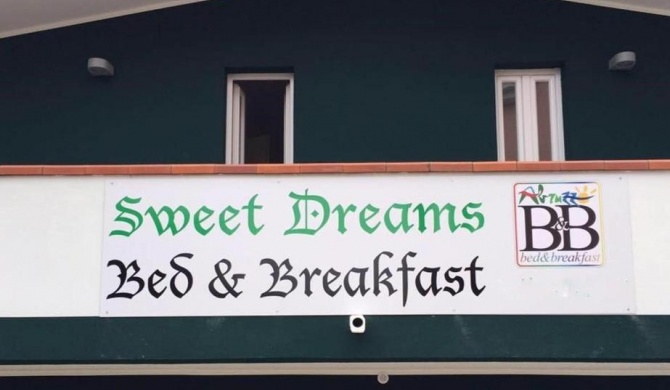 Sweet Dreams
Bed & Breakfast
B&B
bed&breakfast